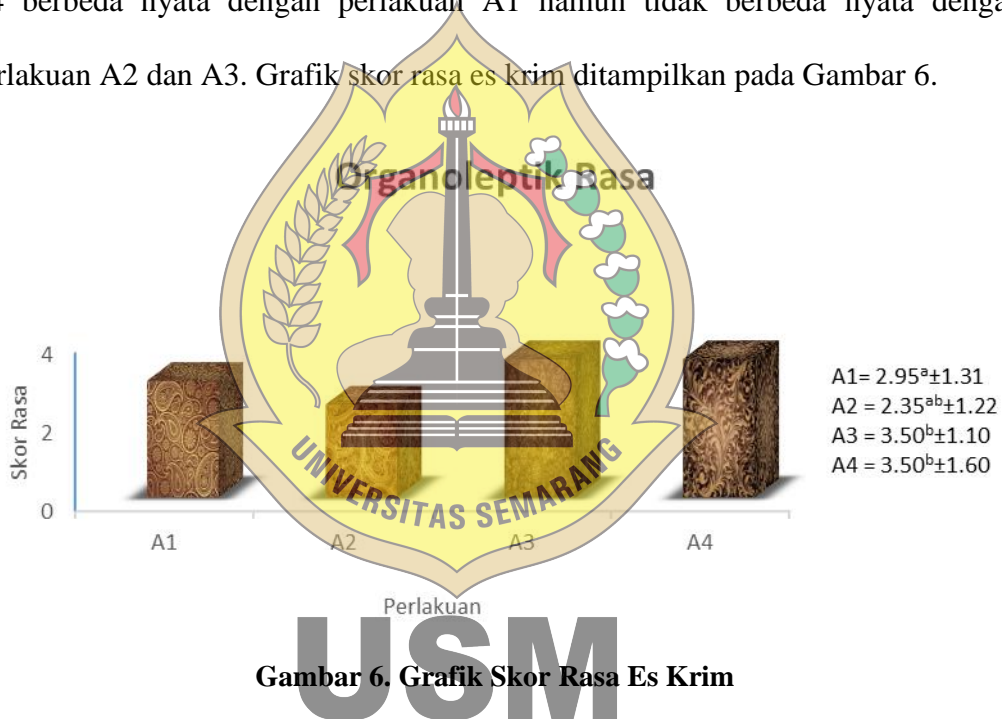 berbeda nyata dengan perlakuan A1 namun tidak berbeda nyata
A2 dan A3. Grafik skor rasa es krim ditampilkan pada Gambar 6.
Organoleptik Rasa
4
2
0
Skor Rasa
A1 A2 A3 A4
Perlakuan
A1= 2.95ᵃ±1.31
A2 = 2.35ᵃᵇ±1.22
A3 = 3.50ᵇ±1.10
A4 = 3.50ᵇ±1.60
UNIVERSITAS SEMARANG
USM
Gambar 6. Grafik Skor Rasa Es Krim